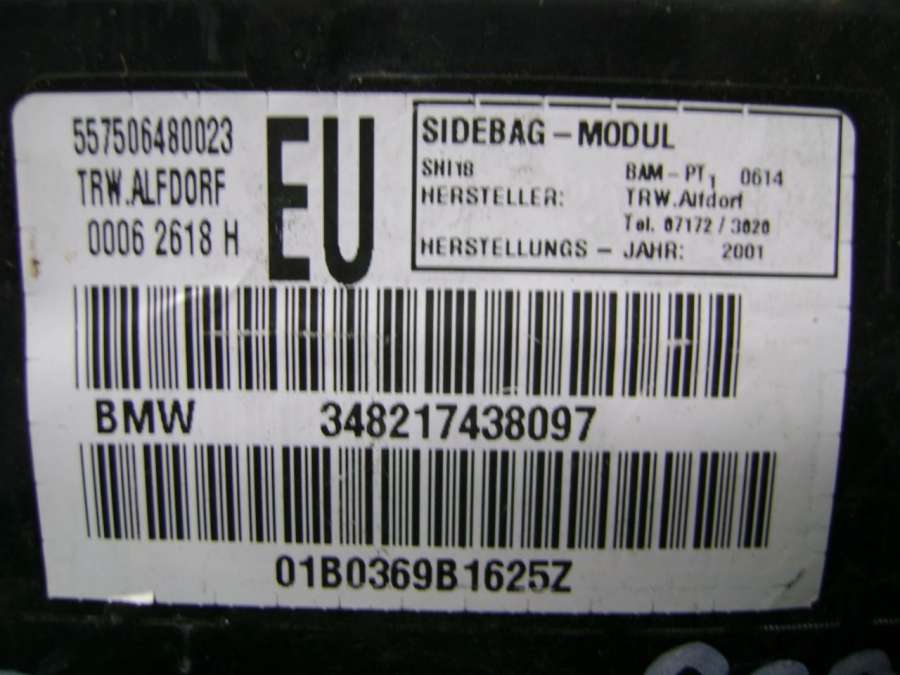 557506480023
TRW.ALFDORF
0006 2618 H
EU
SIDEBAG – MODUL
SHI18 BAM – PT1 0614
HERSTELLER: TRW.Alfdorf
Tel. 07172 / 3020
HERSTELLUNGS – JAHR: 2001
BMW 348217438097
01B0369B1625Z